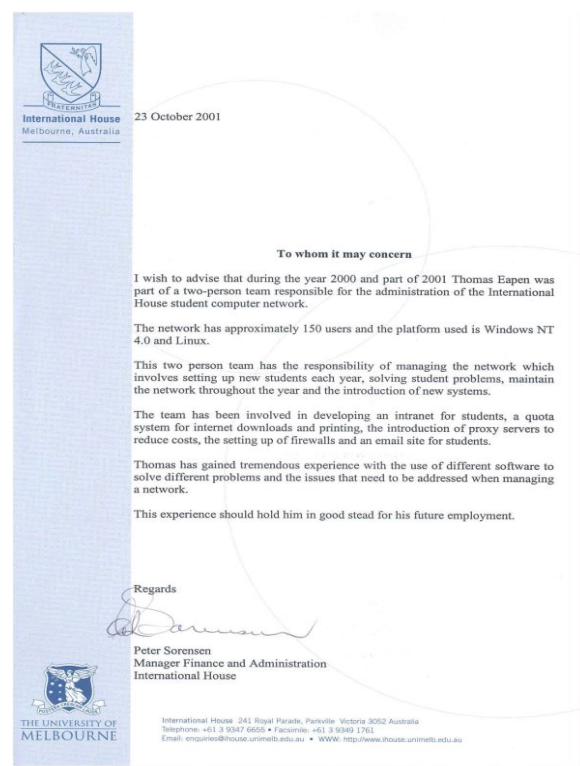 FRATERNITAS
International House
Melbourne, Australia
23 October 2001
To whom it may concern
I wish to advise that during the year 2000 and part of 2001 Thomas Eapen was
part of a two-person team responsible for the administration of the International
House student computer network.
The network has approximately 150 users and the platform used is Windows NT
4.0 and Linux.
This two person team has the responsibility of managing the network which
involves setting up new students each year, solving student problems, maintain
the network throughout the year and the introduction of new systems.
The team has been involved in developing an intranet for students, a quota
system for internet downloads and printing, the introduction of proxy servers to
reduce costs, the setting up of firewalls and an email site for students.
Thomas has gained tremendous experience with the use of different software to
solve different problems and the issues that need to be addressed when managing
a network.
This experience should hold him in good stead for his future employment.
Regards
Peter Sorensen
Manager Finance and Administration
International House
THE UNIVERSITY OF
MELBOURNE
International House 241 Royal Parade, Parkville Victoria 3052 Australia
Telephone: +61 3 9347 6655 • Facsimile: +61 3 9349 1761
Email: enquiries@ihouse.unimelb.edu.au • WWW: http://www.ihouse.unimelb.edu.au